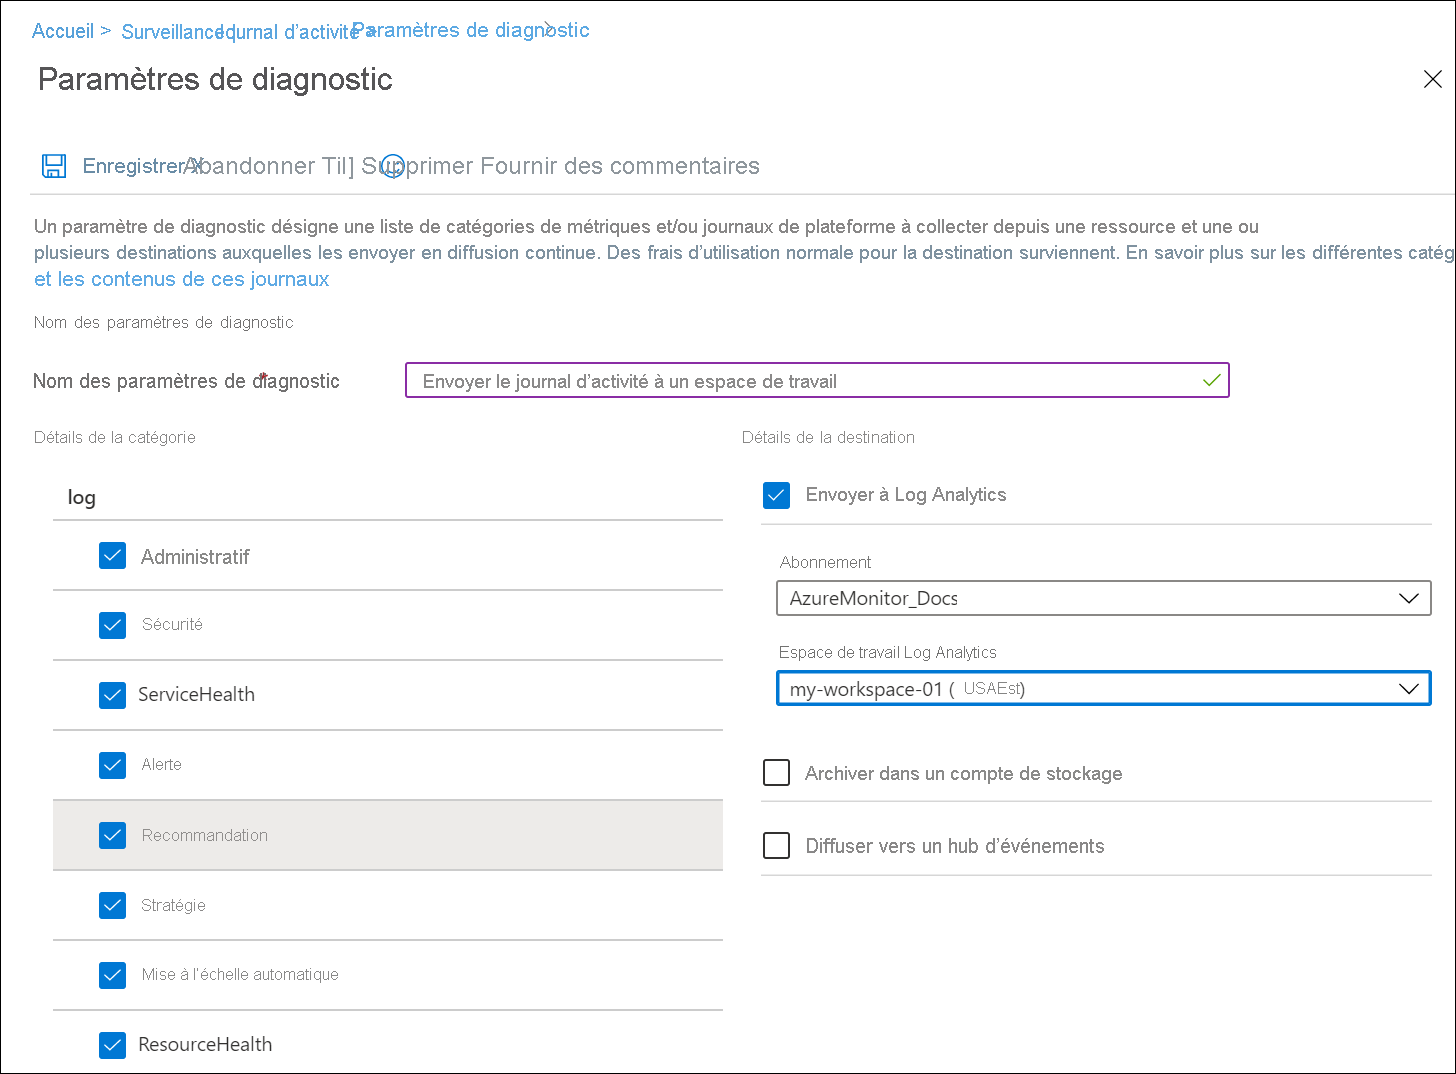 Accueil > Surveillance Journal d’activité > Paramètres de diagnostic
Paramètres de diagnostic
Enregistrer X Abandonner Til] Supprimer Fournir des commentaires
Un paramètre de diagnostic désigne une liste de catégories de métriques et/ou journaux de plateforme à collecter depuis une ressource et une ou
plusieurs destinations auxquelles les envoyer en diffusion continue. Des frais d’utilisation normale pour la destination surviennent. En savoir plus sur les différentes catég
et les contenus de ces journaux
Nom des paramètres de diagnostic
Nom des paramètres de diagnostic *
Envoyer le journal d’activité à un espace de travail
Détails de la catégorie
log
Administratif
Sécurité
ServiceHealth
Alerte
Recommandation
Stratégie
Mise à l’échelle automatique
ResourceHealth
Détails de la destination
Envoyer à Log Analytics
Abonnement
AzureMonitor_Docs
Espace de travail Log Analytics
my-workspace-01 ( USAEst)
Archiver dans un compte de stockage
Diffuser vers un hub d’événements